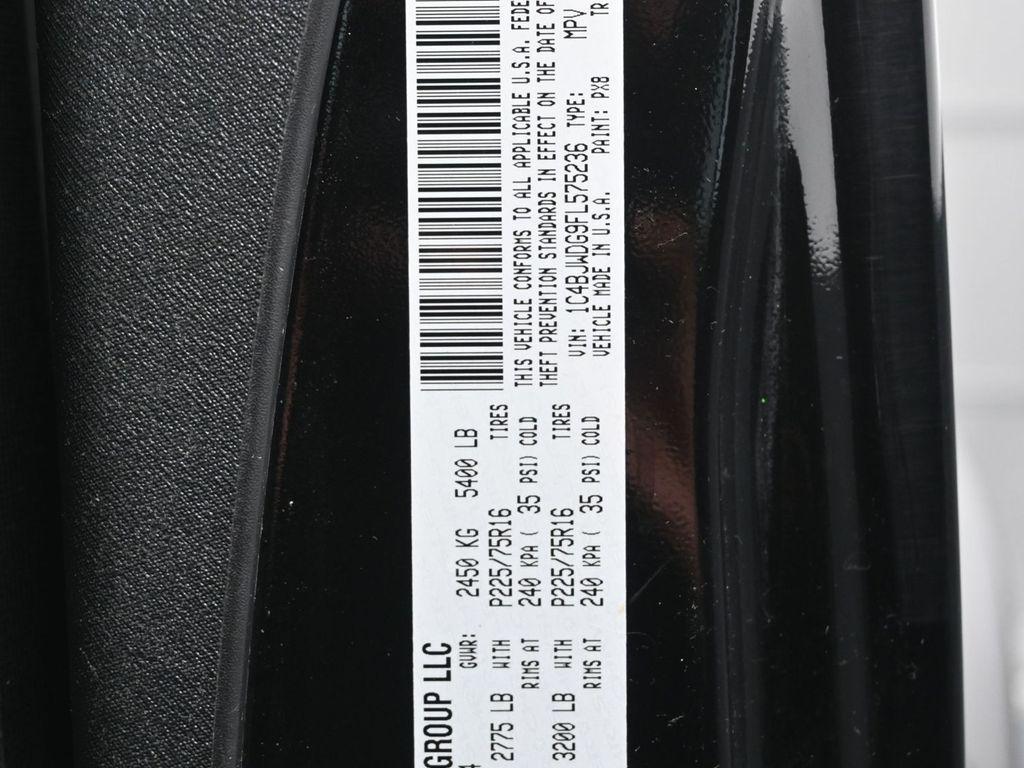 GROUP LLC
GVWR: 2450 KG 5400 LB
2775 LB WITH P225/75R16 TIRES
RIMS AT 240 KPA ( 35 PSI) COLD
3200 LB WITH P225/75R16 TIRES
RIMS AT 240 KPA ( 35 PSI) COLD
THIS VEHICLE CONFORMS TO ALL APPLICABLE U.S.A. FEDE
THEFT PREVENTION STANDARDS IN EFFECT ON THE DATE OF
VIN: 1C4BJWDG9FL575236 TYPE: MPV
VEHICLE MADE IN U.S.A. PAINT: PX8 TR